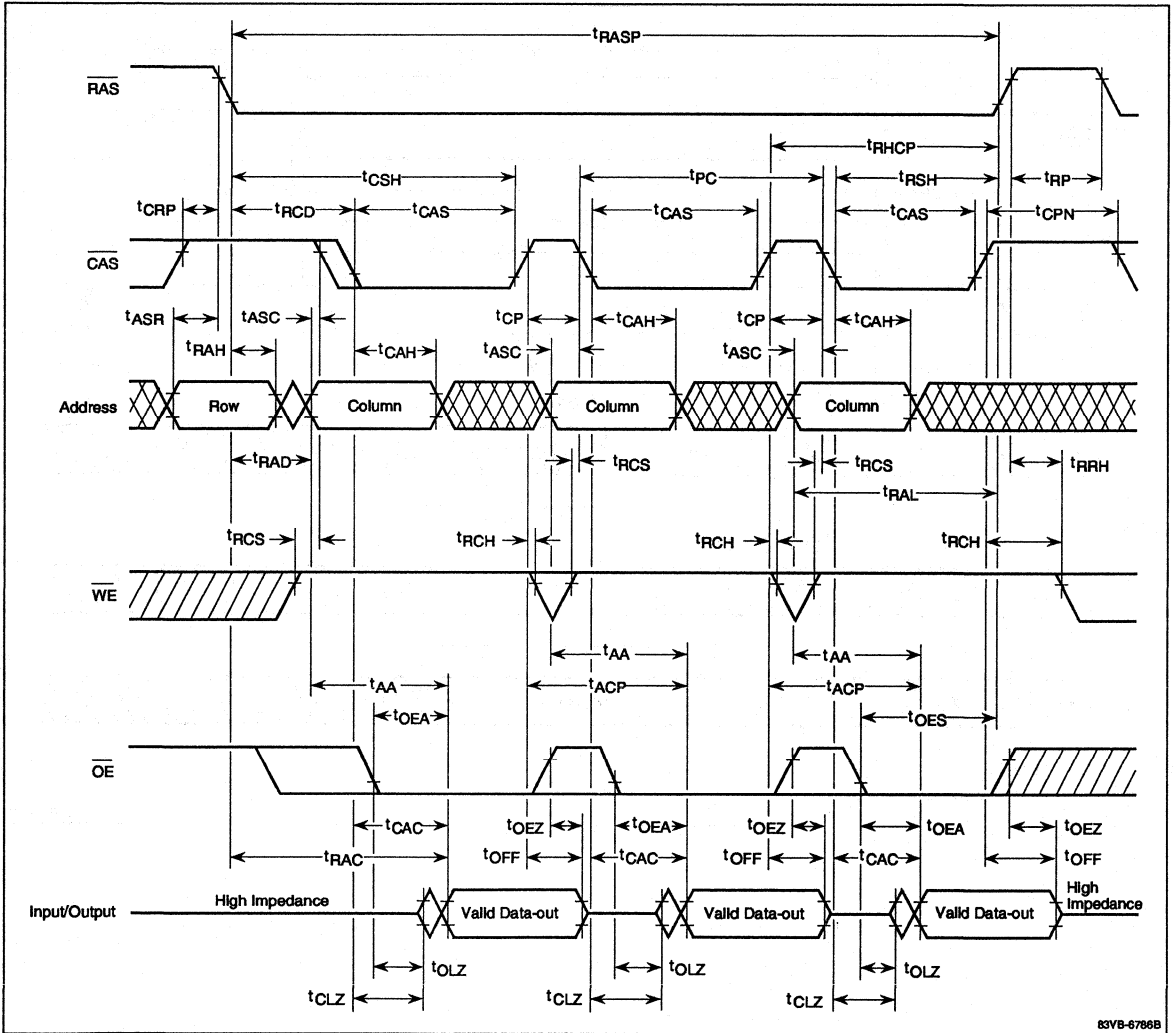 tRASP
RAS
tRHCP
tCSH tPC tRSH tRP
tCRP tRCD tCAS tCAS tCAS tCPN
CAS
tASR tASC tCP tCAH tCP tCAH
tRAH tCAH tASC tASC
Address Row Column Column Column
tRAD tRCS tRCS tRRH
tRAL
tRCS tRCH tRCH tRCH
WE
tAA tAA
tAA tACP tACP
tOEA tOES
OE
tCAC tOEZ tOEA tOEZ tOEA tOEZ
tRAC tOFF tCAC tOFF tCAC tOFF
Input/Output High Impedance Valid Data-out Valid Data-out Valid Data-out High Impedance
tOLZ tOLZ tOLZ
tCLZ tCLZ tCLZ
83VB-6786B